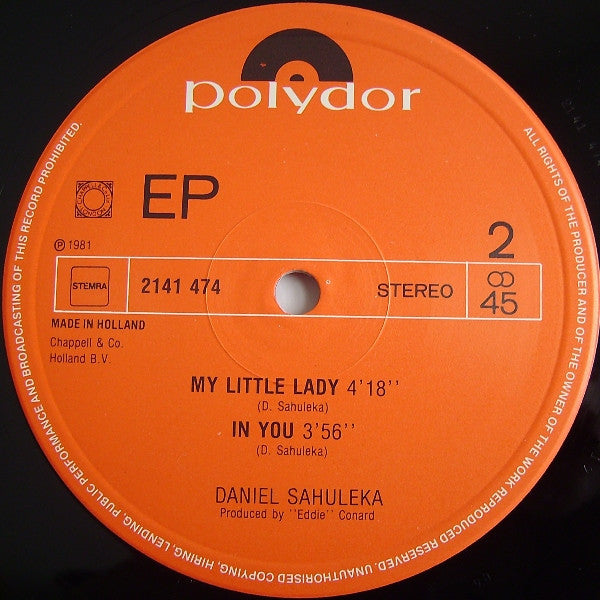 polydor
EP
2
℗ 1981
STEMRA
2141 474
STEREO
45
MADE IN HOLLAND
Chappell & Co.
Holland B.V.
MY LITTLE LADY 4'18''
(D. Sahuleka)
IN YOU 3'56''
(D. Sahuleka)
DANIEL SAHULEKA
Produced by ''Eddie'' Conard
ALL RIGHTS OF THE PRODUCER AND OF THE OWNER OF THE WORK REPRODUCED RESERVED. UNAUTHORISED COPYING, HIRING, LENDING, PUBLIC PERFORMANCE AND BROADCASTING OF THIS RECORD PROHIBITED.